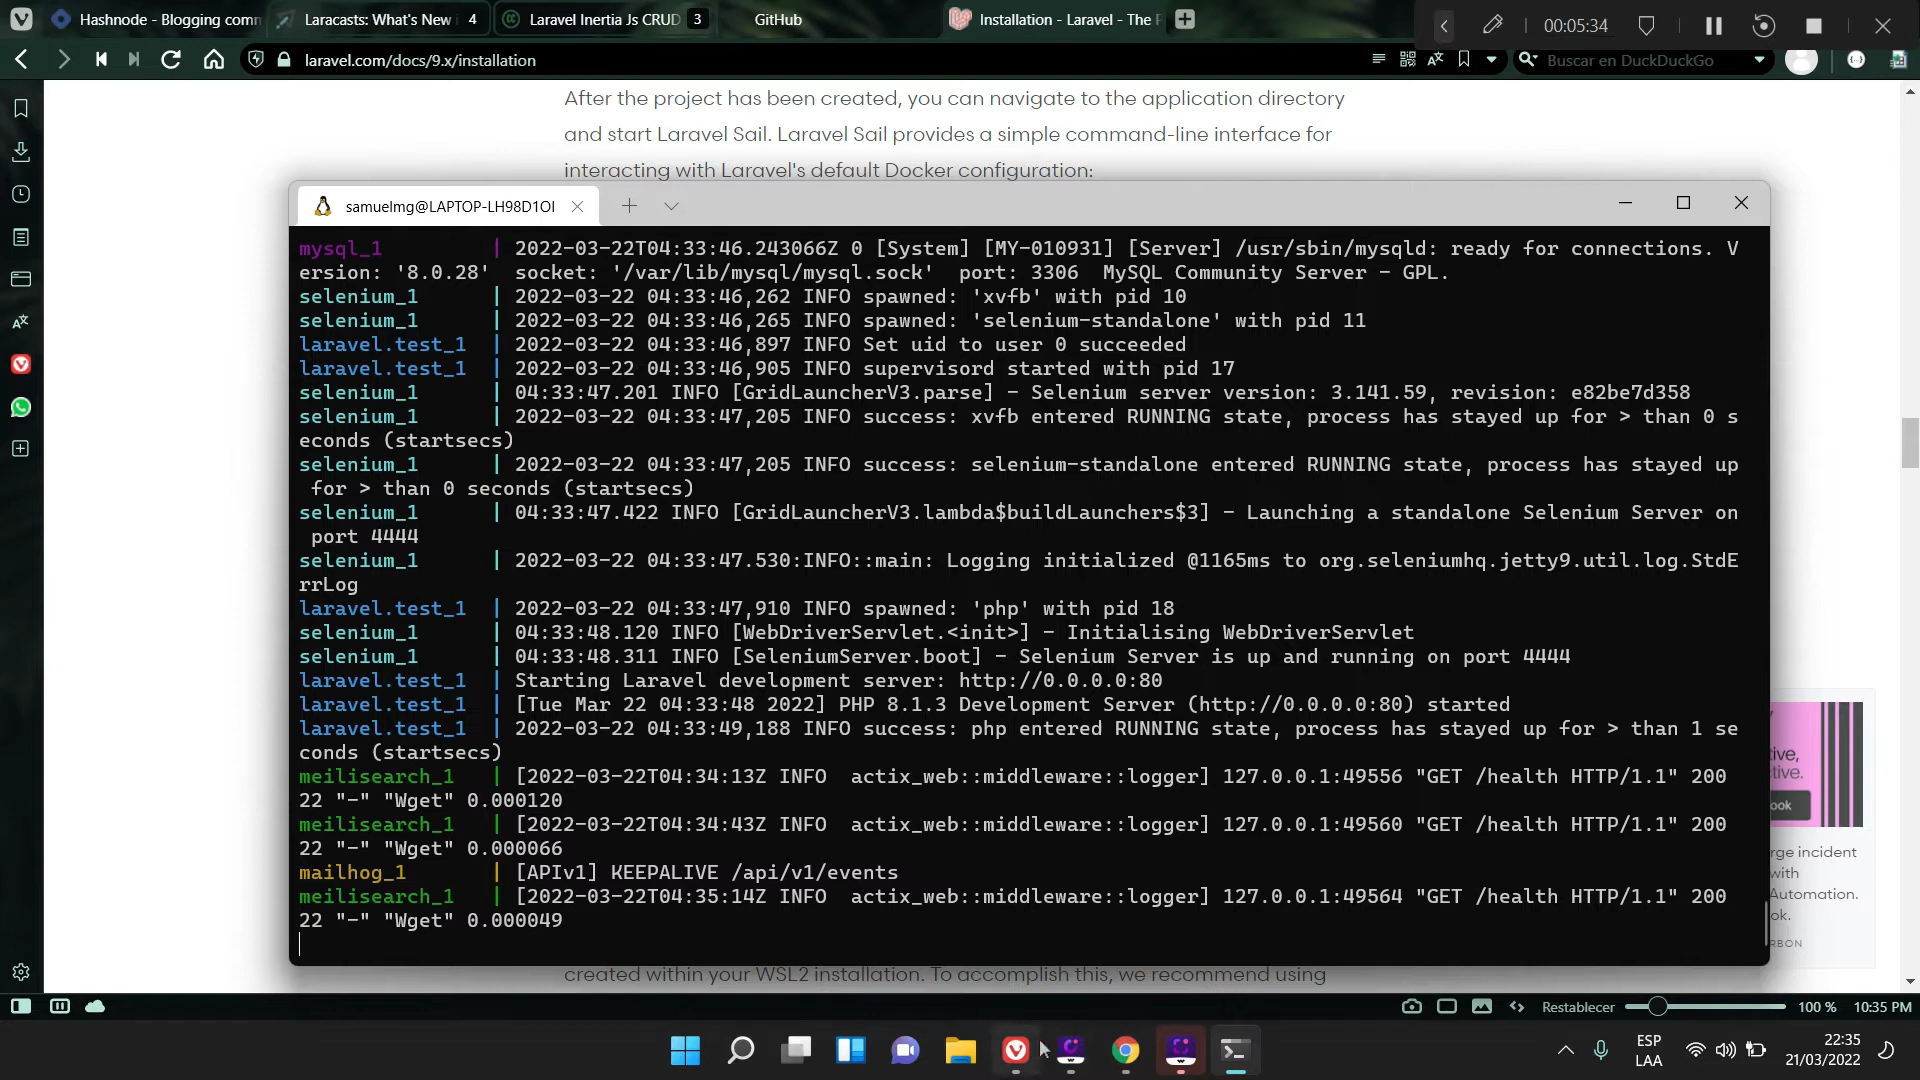 Hashnode - Blogging comm
Laracasts: What's New i
4
Laravel Inertia Js CRUD
3
GitHub
Installation - Laravel - The P
00:05:34
laravel.com/docs/9.x/installation
Buscar en DuckDuckGo
After the project has been created, you can navigate to the application directory
and start Laravel Sail. Laravel Sail provides a simple command-line interface for
interacting with Laravel's default Docker configuration:
samuelmg@LAPTOP-LH98D1OI
mysql_1 | 2022-03-22T04:33:46.243066Z 0 [System] [MY-010931] [Server] /usr/sbin/mysqld: ready for connections. V
ersion: '8.0.28' socket: '/var/lib/mysql/mysql.sock' port: 3306 MySQL Community Server - GPL.
selenium_1 | 2022-03-22 04:33:46,262 INFO spawned: 'xvfb' with pid 10
selenium_1 | 2022-03-22 04:33:46,265 INFO spawned: 'selenium-standalone' with pid 11
laravel.test_1 | 2022-03-22 04:33:46,897 INFO Set uid to user 0 succeeded
laravel.test_1 | 2022-03-22 04:33:46,905 INFO supervisord started with pid 17
selenium_1 | 04:33:47.201 INFO [GridLauncherV3.parse] - Selenium server version: 3.141.59, revision: e82be7d358
selenium_1 | 2022-03-22 04:33:47,205 INFO success: xvfb entered RUNNING state, process has stayed up for > than 0 s
econds (startsecs)
selenium_1 | 2022-03-22 04:33:47,205 INFO success: selenium-standalone entered RUNNING state, process has stayed up
for > than 0 seconds (startsecs)
selenium_1 | 04:33:47.422 INFO [GridLauncherV3.lambda$buildLaunchers$3] - Launching a standalone Selenium Server on
port 4444
selenium_1 | 2022-03-22 04:33:47.530:INFO::main: Logging initialized @1165ms to org.seleniumhq.jetty9.util.log.StdE
rrLog
laravel.test_1 | 2022-03-22 04:33:47,910 INFO spawned: 'php' with pid 18
selenium_1 | 04:33:48.120 INFO [WebDriverServlet.<init>] - Initialising WebDriverServlet
selenium_1 | 04:33:48.311 INFO [SeleniumServer.boot] - Selenium Server is up and running on port 4444
laravel.test_1 | Starting Laravel development server: http://0.0.0.0:80
laravel.test_1 | [Tue Mar 22 04:33:48 2022] PHP 8.1.3 Development Server (http://0.0.0.0:80) started
laravel.test_1 | 2022-03-22 04:33:49,188 INFO success: php entered RUNNING state, process has stayed up for > than 1 se
conds (startsecs)
meilisearch_1 | [2022-03-22T04:34:13Z INFO actix_web::middleware::logger] 127.0.0.1:49556 "GET /health HTTP/1.1" 200
22 "-" "Wget" 0.000120
meilisearch_1 | [2022-03-22T04:34:43Z INFO actix_web::middleware::logger] 127.0.0.1:49560 "GET /health HTTP/1.1" 200
22 "-" "Wget" 0.000066
mailhog_1 | [APIv1] KEEPALIVE /api/v1/events
meilisearch_1 | [2022-03-22T04:35:14Z INFO actix_web::middleware::logger] 127.0.0.1:49564 "GET /health HTTP/1.1" 200
22 "-" "Wget" 0.000049
tive,
ctive.
ook
rge incident
with
Automation.
ok.
RBON
created within your WSL2 installation. To accomplish this, we recommend using
Restablecer
100 %
10:35 PM
ESP
LAA
22:35
21/03/2022